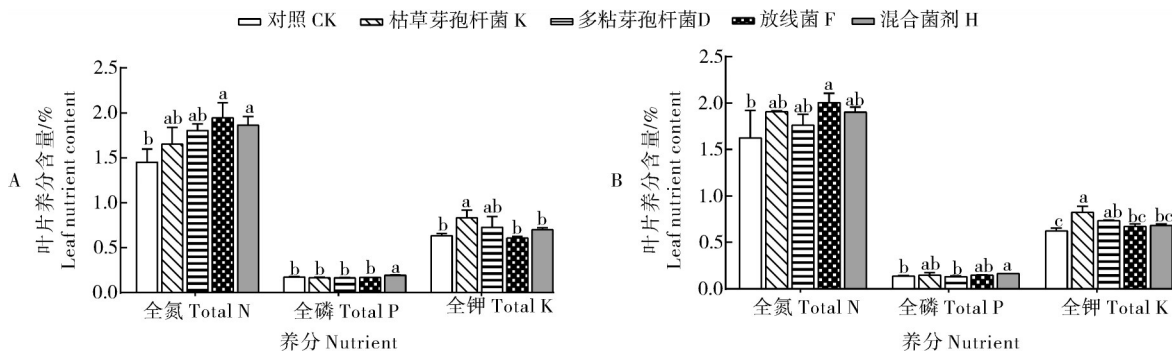 对照 CK 枯草芽孢杆菌 K 多粘芽孢杆菌D 放线菌 F 混合菌剂 H
A
叶片养分含量/%
Leaf nutrient content
2.5
2.0
1.5
1.0
0.5
0.0
b ab ab a a
b b b b a
b a ab b b
全氮 Total N 全磷 Total P 全钾 Total K
养分 Nutrient
B
叶片养分含量/%
Leaf nutrient content
2.5
2.0
1.5
1.0
0.5
0.0
b ab ab a ab
b ab b ab a
c a ab bc bc
全氮 Total N 全磷 Total P 全钾 Total K
养分 Nutrient